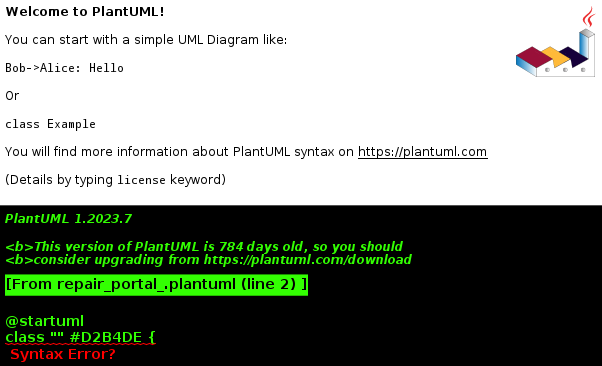 Welcome to PlantUML!
You can start with a simple UML Diagram like:
Bob->Alice: Hello
Or
class Example
You will find more information about PlantUML syntax on https://plantuml.com
(Details by typing license keyword)
PlantUML 1.2023.7
<b>This version of PlantUML is 784 days old, so you should
<b>consider upgrading from https://plantuml.com/download
[From repair_portal_.plantuml (line 2) ]
@startuml
class "" #D2B4DE {
Syntax Error?